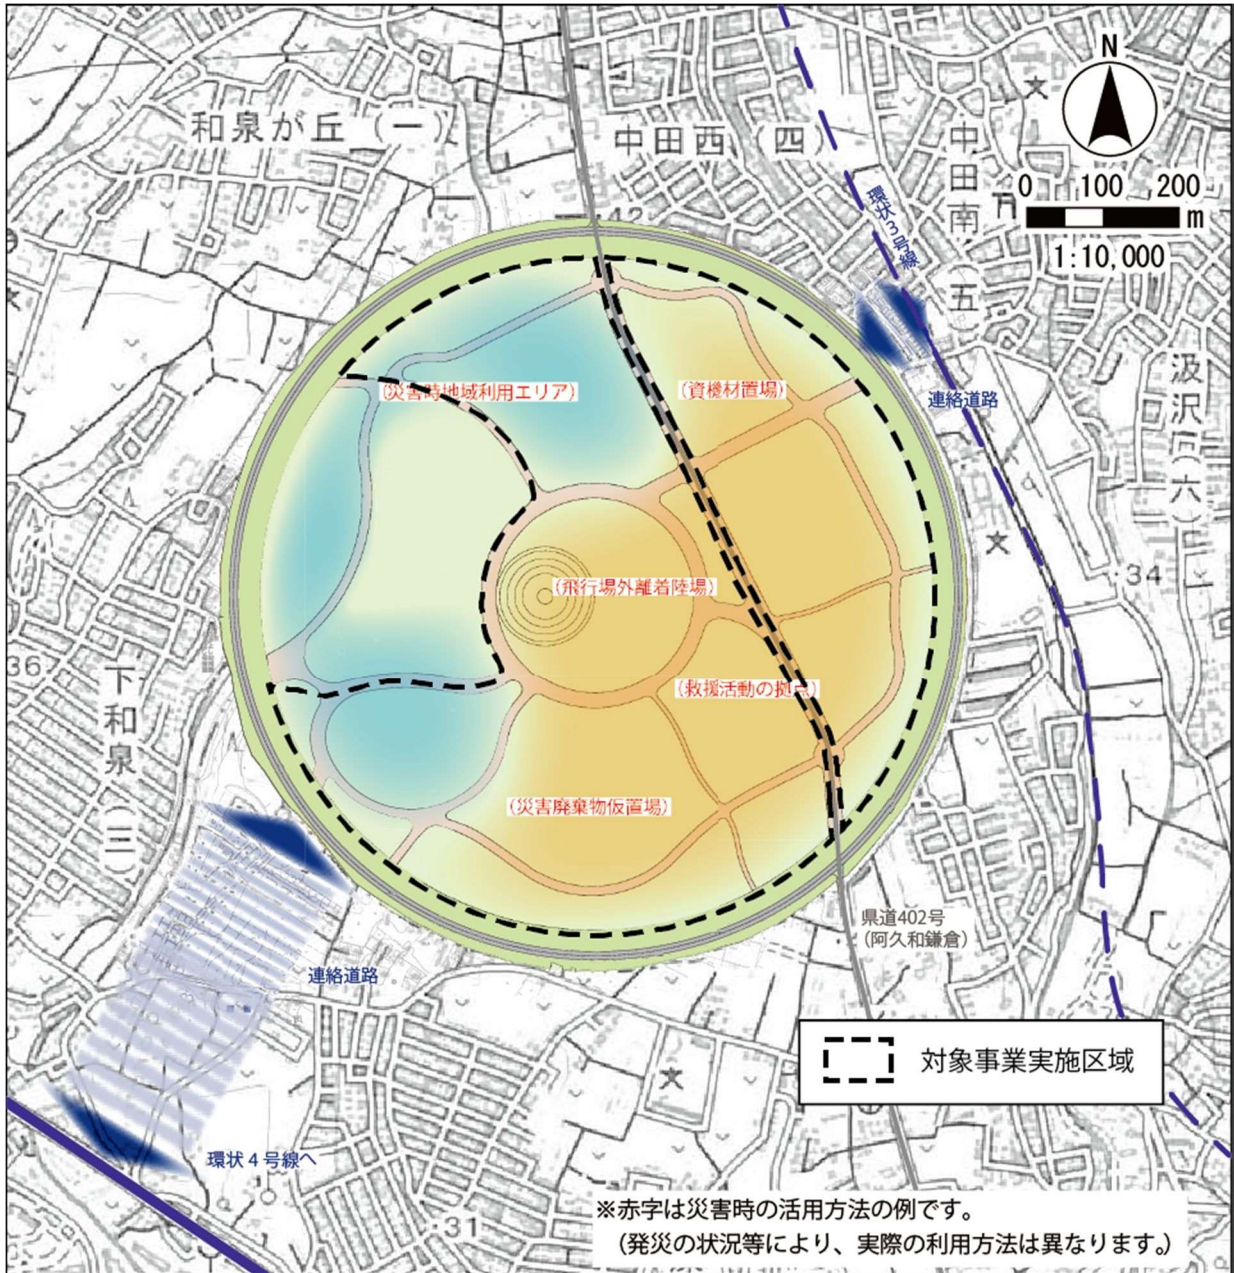 N
0 100 200
m
1:10,000
和泉が丘(一)
中田西(四)
中田南(五)
環状3号線
42
汲沢(六)
連絡道路
(災害時地域利用エリア)
(資機材置場)
(飛行場外離着陸場)
34
36
下和泉(三)
(救援活動の拠点)
(災害廃棄物仮置場)
県道402号
(阿久和鎌倉)
連絡道路
対象事業実施区域
環状4号線へ
31
※赤字は災害時の活用方法の例です。
(発災の状況等により、実際の利用方法は異なります。)